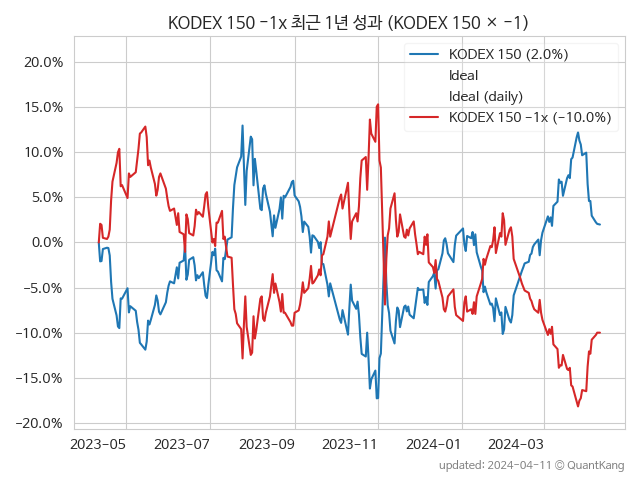 KODEX 150 -1x 최근 1년 성과 (KODEX 150 × -1)
KODEX 150 (2.0%)
Ideal
Ideal (daily)
KODEX 150 -1x (-10.0%)
20.0%
15.0%
10.0%
5.0%
0.0%
-5.0%
-10.0%
-15.0%
-20.0%
2023-05 2023-07 2023-09 2023-11 2024-01 2024-03
updated: 2024-04-11 © QuantKang